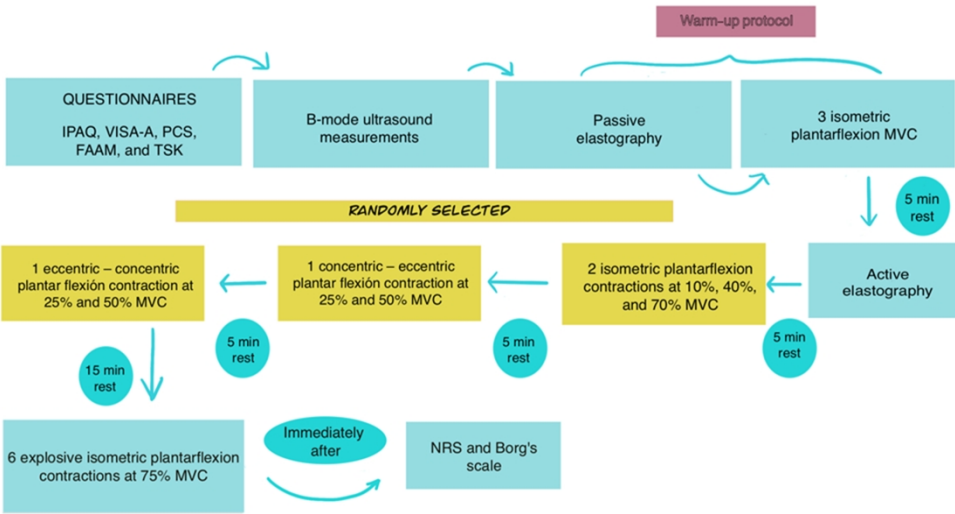 Warm-up protocol
QUESTIONNAIRES
IPAQ, VISA-A, PCS,
FAAM, and TSK
B-mode ultrasound
measurements
Passive
elastography
3 isometric
plantarflexion MVC
5 min
rest
RANDOMLY SELECTED
1 eccentric – concentric
plantar flexión contraction at
25% and 50% MVC
1 concentric – eccentric
plantar flexión contraction at
25% and 50% MVC
2 isometric plantarflexion
contractions at 10%, 40%,
and 70% MVC
Active
elastography
5 min
rest
5 min
rest
5 min
rest
15 min
rest
6 explosive isometric plantarflexion
contractions at 75% MVC
Immediately
after
NRS and Borg's
scale